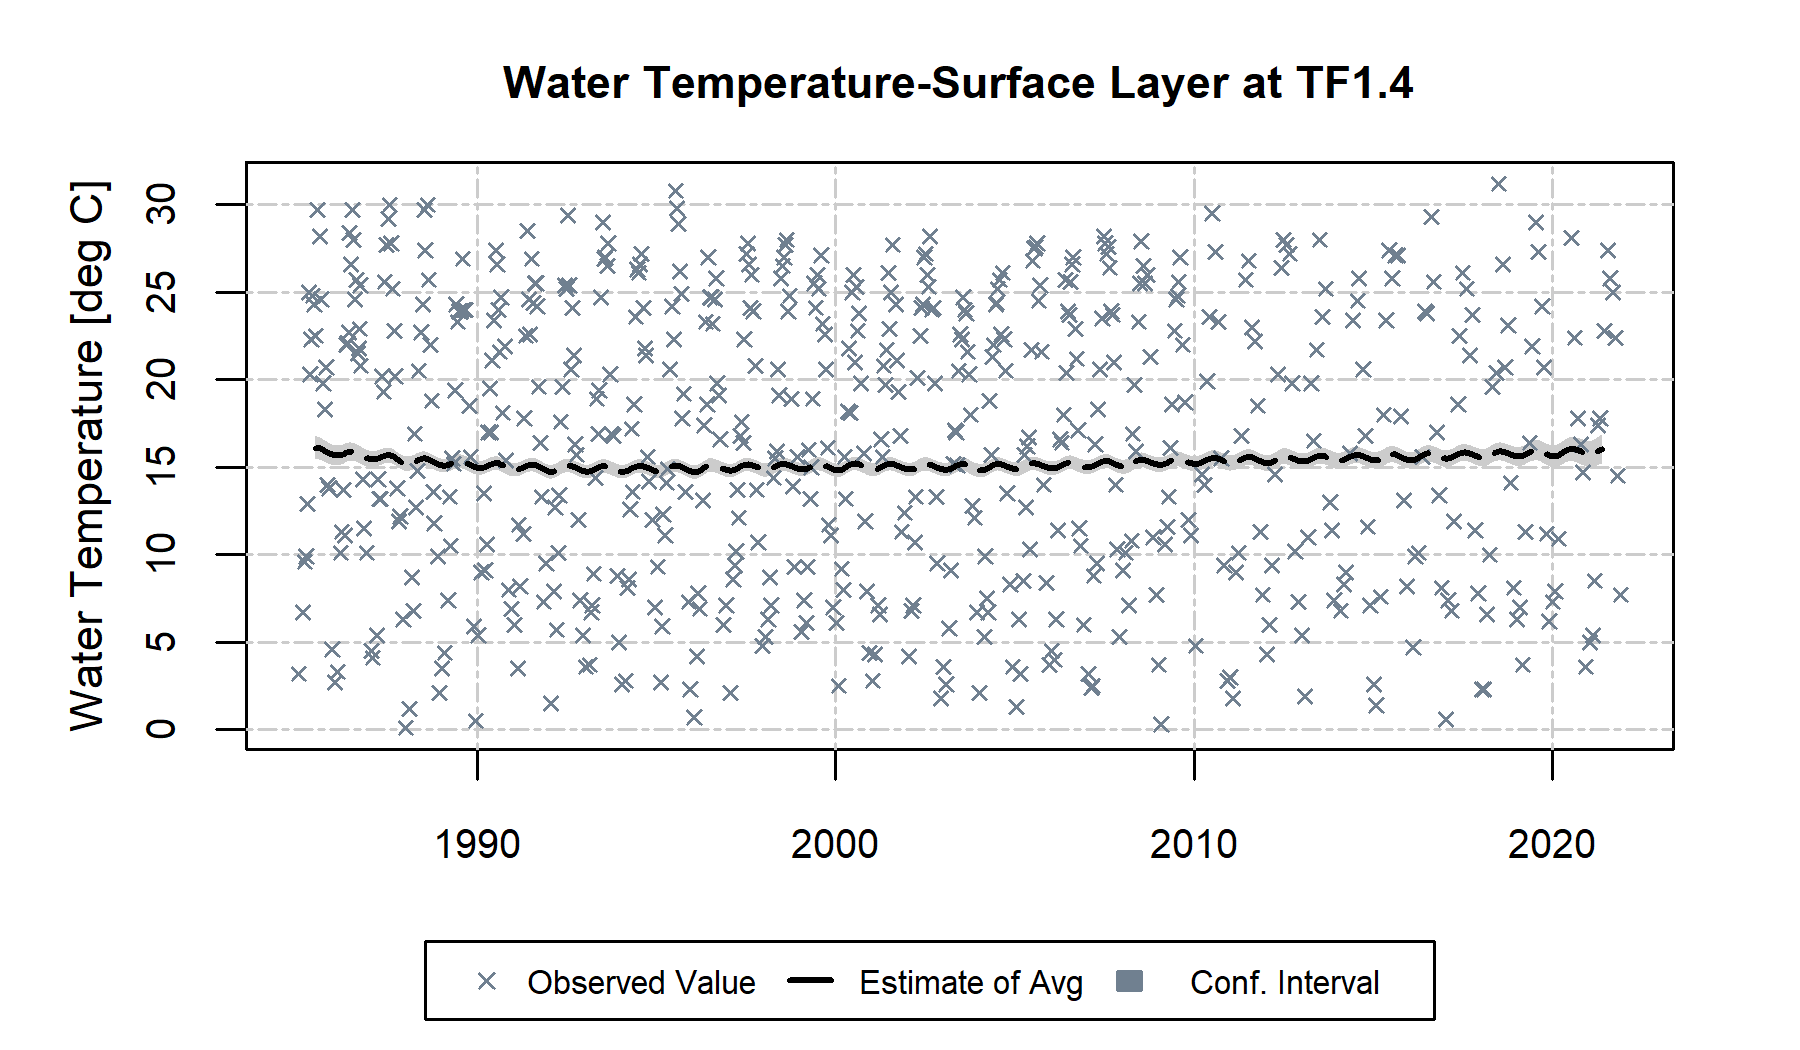 Water Temperature-Surface Layer at TF1.4
Water Temperature [deg C]
30
25
20
15
10
5
0
1990 2000 2010 2020
Observed Value Estimate of Avg Conf. Interval